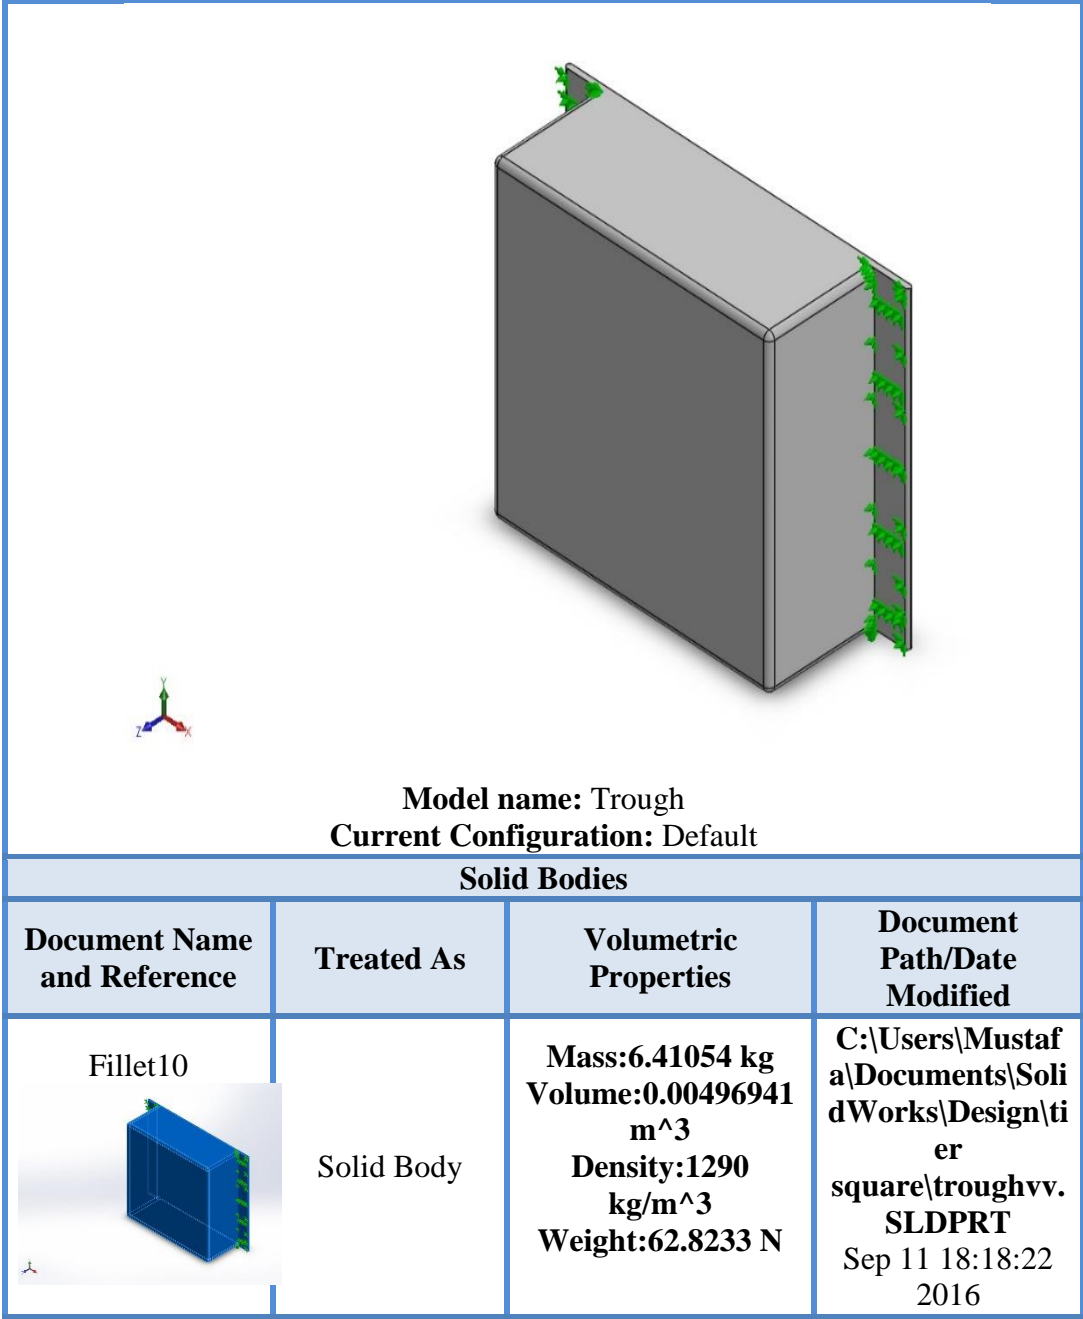 Y
Z
X
Model name: Trough
Current Configuration: Default
Solid Bodies
Document Name
and Reference
Treated As
Volumetric
Properties
Document
Path/Date
Modified
Fillet10
Solid Body
Mass:6.41054 kg
Volume:0.00496941
m^3
Density:1290
kg/m^3
Weight:62.8233 N
C:\Users\Mustaf
a\Documents\Soli
dWorks\Design\ti
er
square\troughvv.
SLDPRT
Sep 11 18:18:22
2016